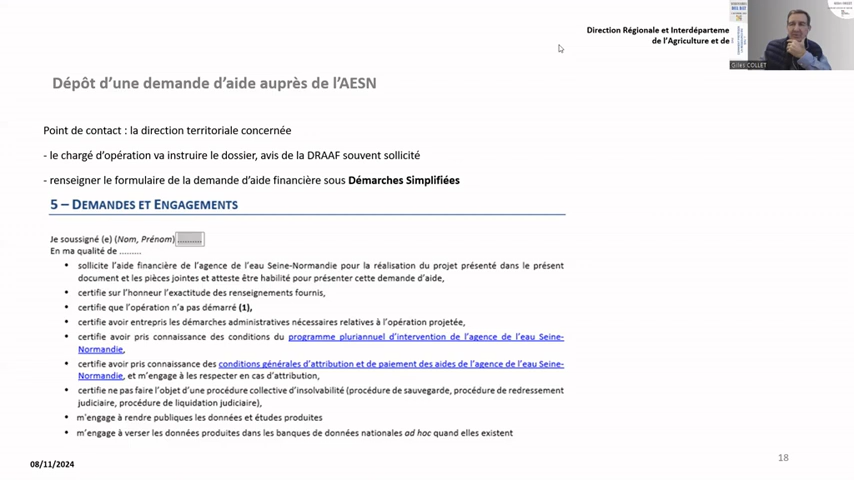 Direction Régionale et Interdéparteme
de l'Agriculture et de
Gilles COLLET
Dépôt d'une demande d'aide auprès de l'AESN
Point de contact : la direction territoriale concernée
- le chargé d'opération va instruire le dossier, avis de la DRAAF souvent sollicité
- renseigner le formulaire de la demande d'aide financière sous Démarches Simplifiées
5 – DEMANDES ET ENGAGEMENTS
Je soussigné (e) (Nom, Prénom) .........
En ma qualité de .........
• sollicite l'aide financière de l'agence de l'eau Seine-Normandie pour la réalisation du projet présenté dans le présent
document et les pièces jointes et atteste être habilité pour présenter cette demande d'aide,
• certifie sur l'honneur l'exactitude des renseignements fournis,
• certifie que l'opération n'a pas démarré (1),
• certifie avoir entrepris les démarches administratives nécessaires relatives à l'opération projetée,
• certifie avoir pris connaissance des conditions du programme pluriannuel d'intervention de l'agence de l'eau Seine-
Normandie,
• certifie avoir pris connaissance des conditions générales d'attribution et de paiement des aides de l'agence de l'eau Seine-
Normandie, et m'engage à les respecter en cas d'attribution,
• certifie ne pas faire l'objet d'une procédure collective d'insolvabilité (procédure de sauvegarde, procédure de redressement
judiciaire, procédure de liquidation judiciaire),
• m'engage à rendre publiques les données et études produites
• m'engage à verser les données produites dans les banques de données nationales ad hoc quand elles existent
08/11/2024
18